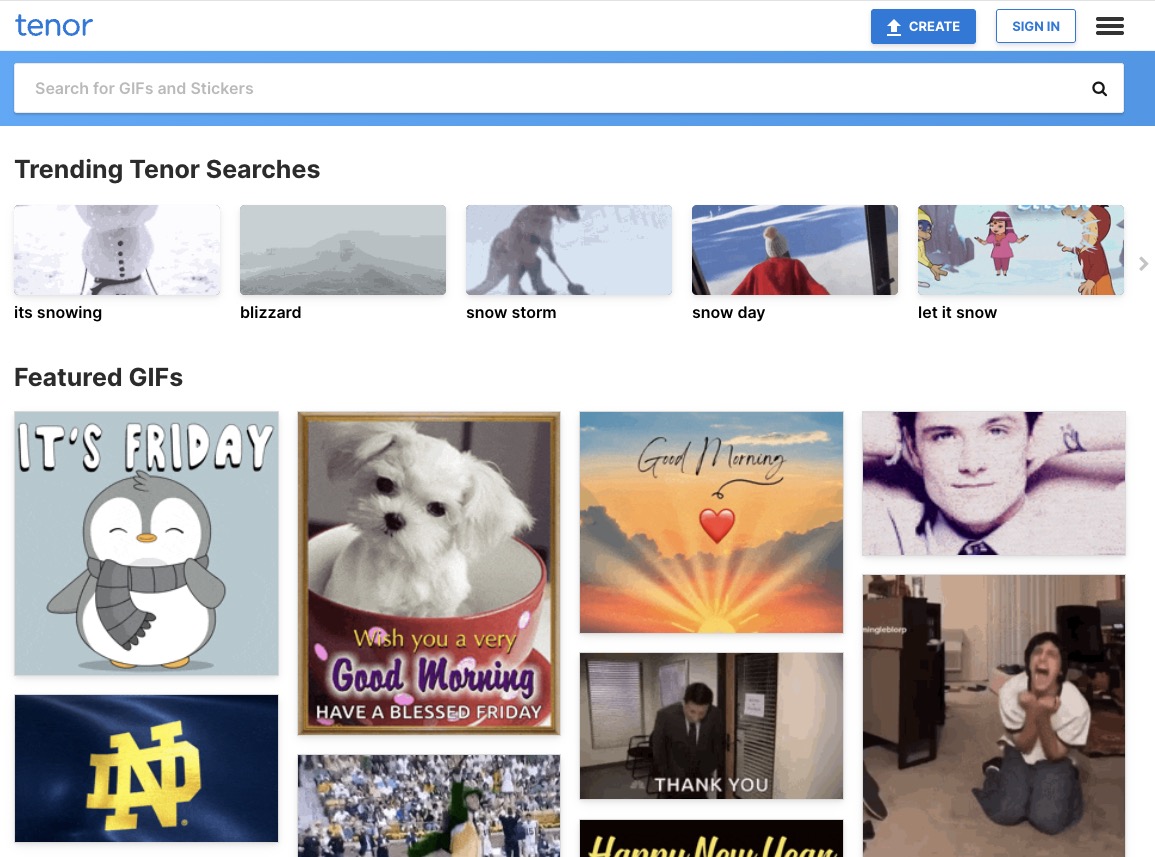 tenor
CREATE
SIGN IN
Search for GIFs and Stickers
Trending Tenor Searches
its snowing
blizzard
snow storm
snow day
let it snow
Featured GIFs
IT'S FRIDAY
Wish you a very
Good Morning
HAVE A BLESSED FRIDAY
Good Morning
mingleblorp
ND
THANK YOU
Happy New Year